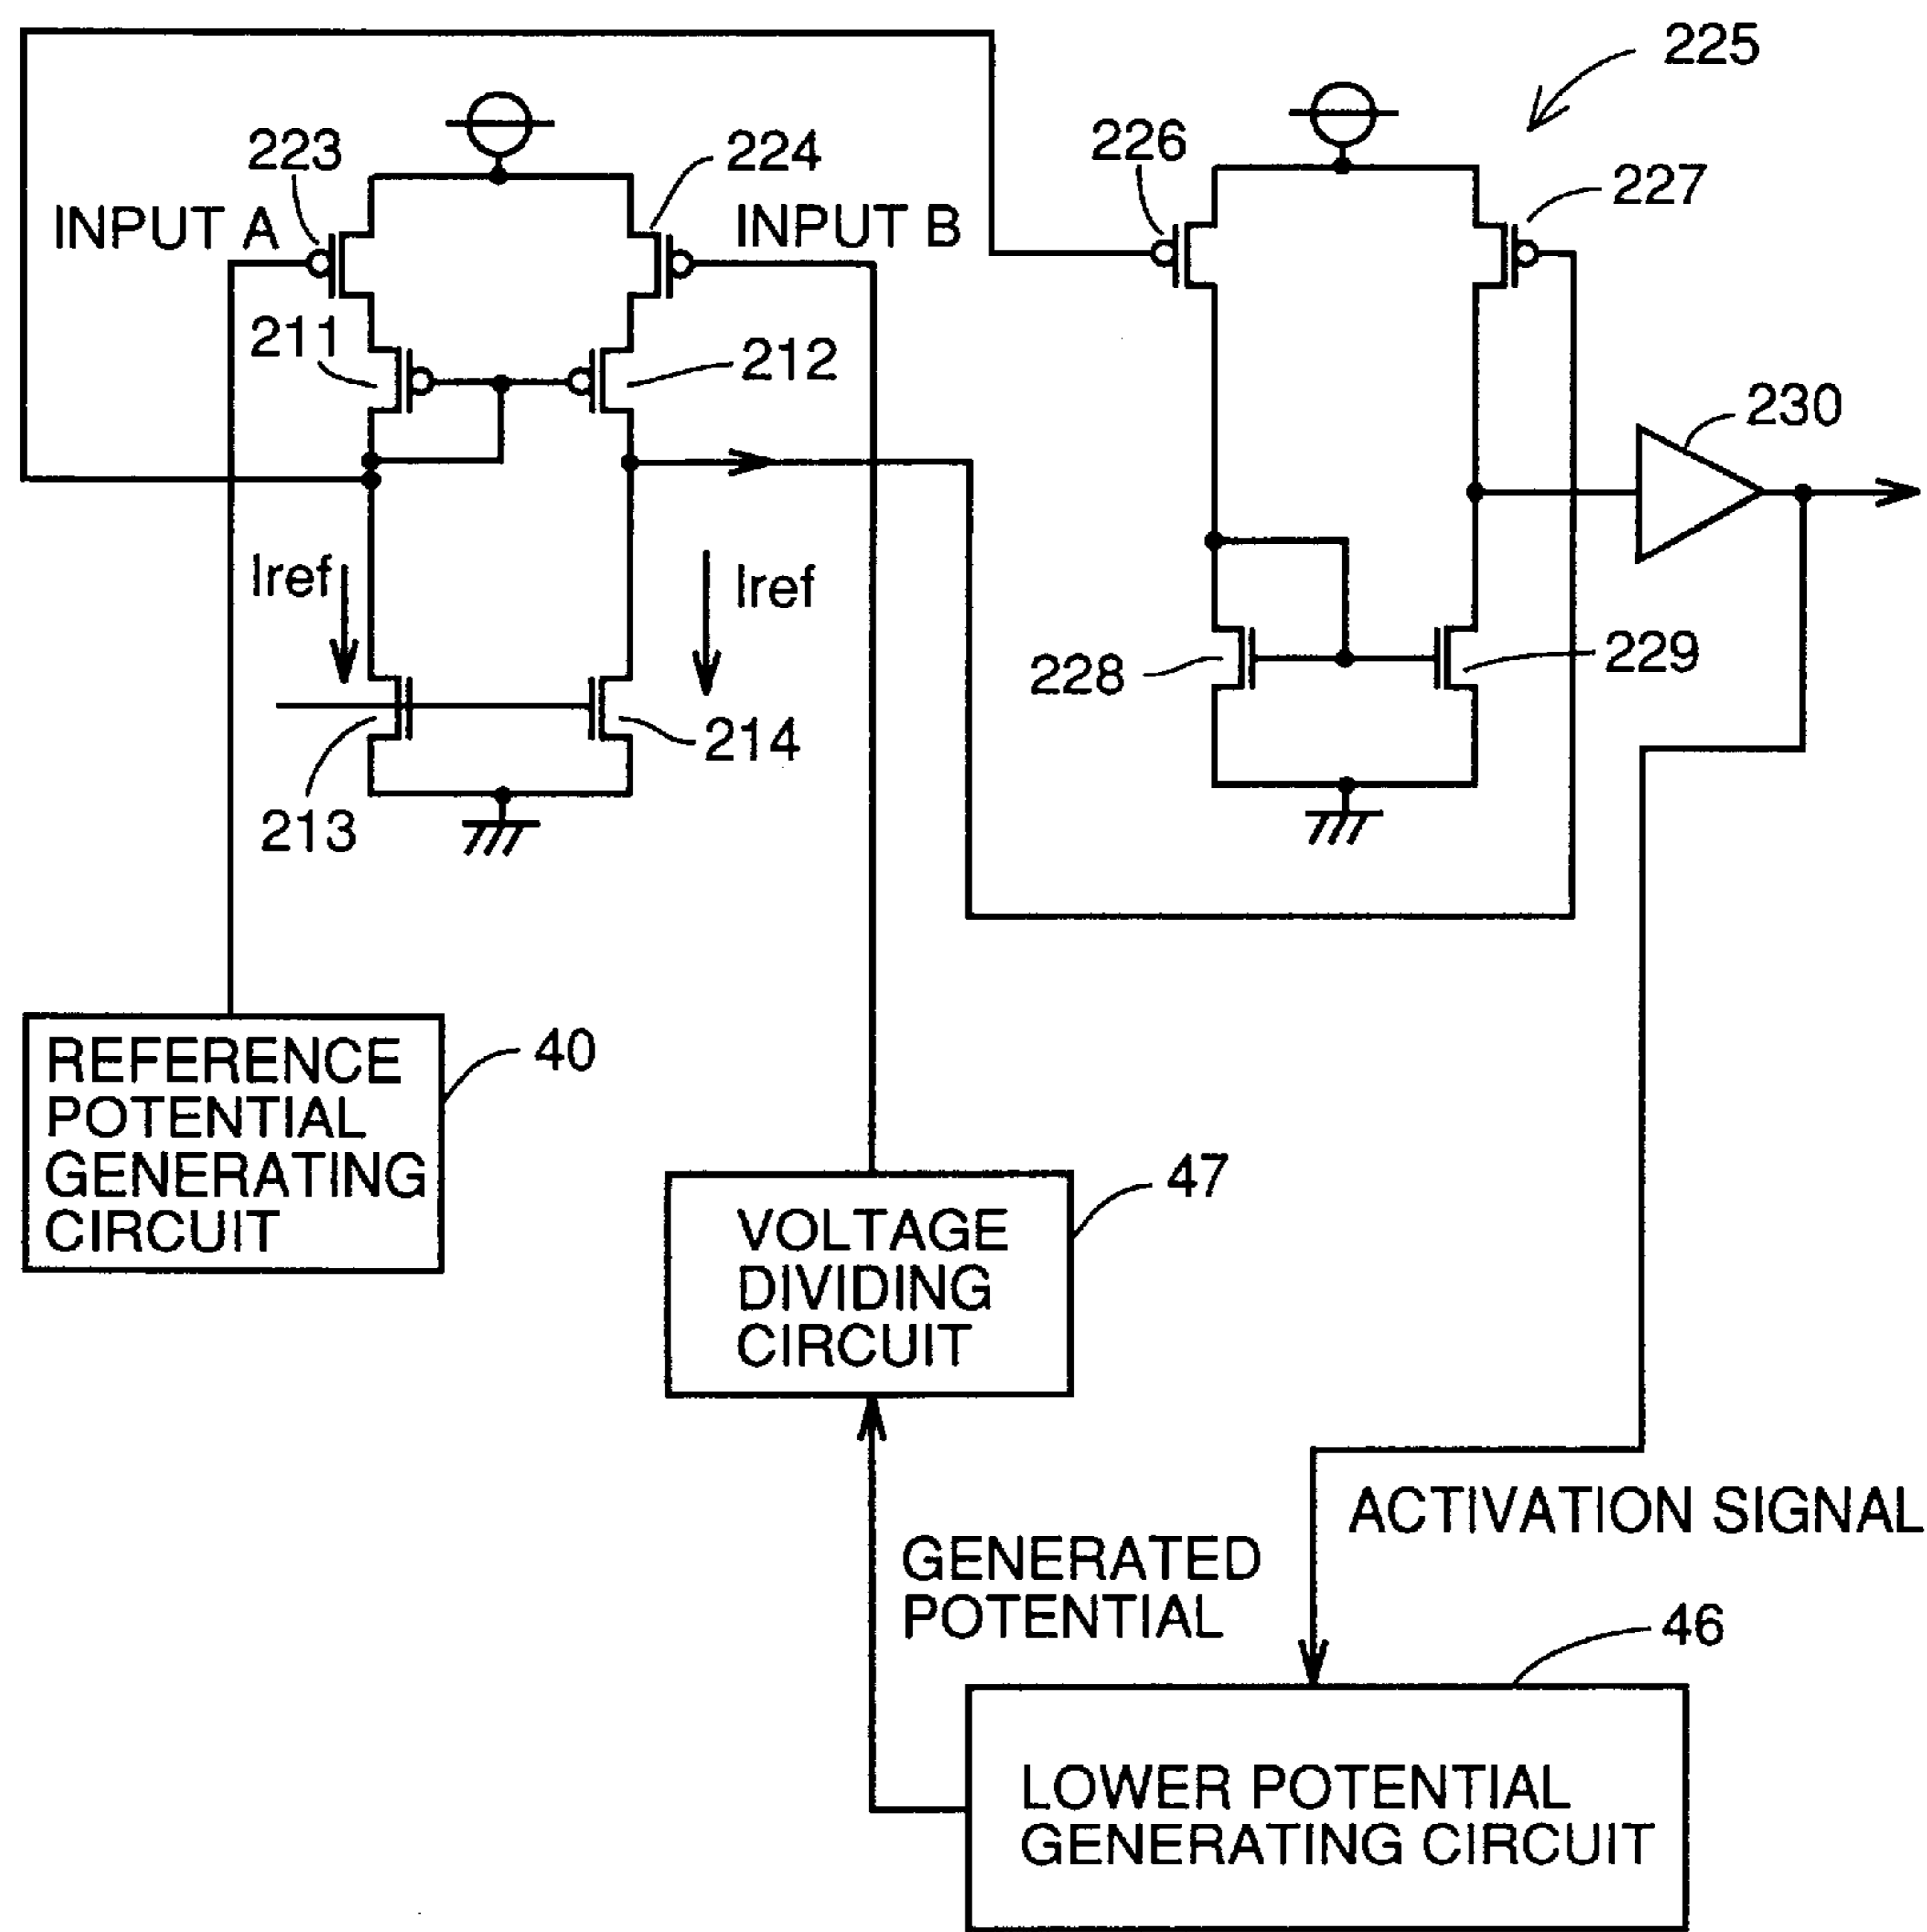 225
226
223
224
227
INPUT A
INPUT B
211
212
230
Iref
Iref
228
229
213
214
REFERENCE
POTENTIAL
GENERATING
CIRCUIT
40
47
VOLTAGE
DIVIDING
CIRCUIT
ACTIVATION SIGNAL
GENERATED
POTENTIAL
46
LOWER POTENTIAL
GENERATING CIRCUIT